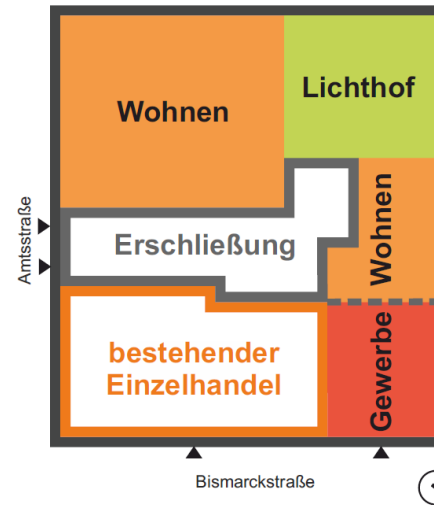 Wohnen
Lichthof
Amtsstraße
Erschließung
Wohnen
bestehender
Einzelhandel
Gewerbe
Bismarckstraße